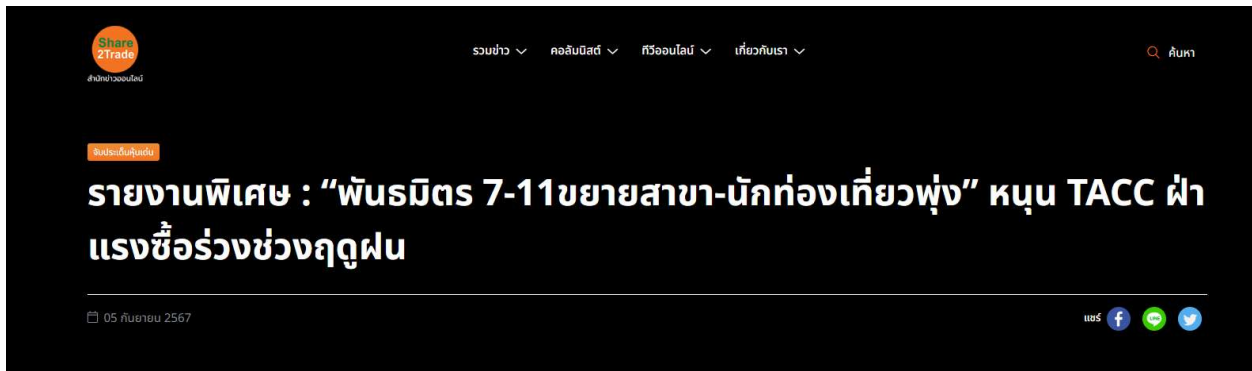 Share
2Trade
สำนักข่าวออนไลน์
รวมข่าว
คอลัมนิสต์
ทีวีออนไลน์
เกี่ยวกับเรา
ค้นหา
จับประเด็นหุ้นเด่น
รายงานพิเศษ : “พันธมิตร 7-11ขยายสาขา-นักท่องเที่ยวพุ่ง” หนุน TACC ฝ่า
แรงซื้อร่วงช่วงฤดูฝน
05 กันยายน 2567
แชร์
LINE